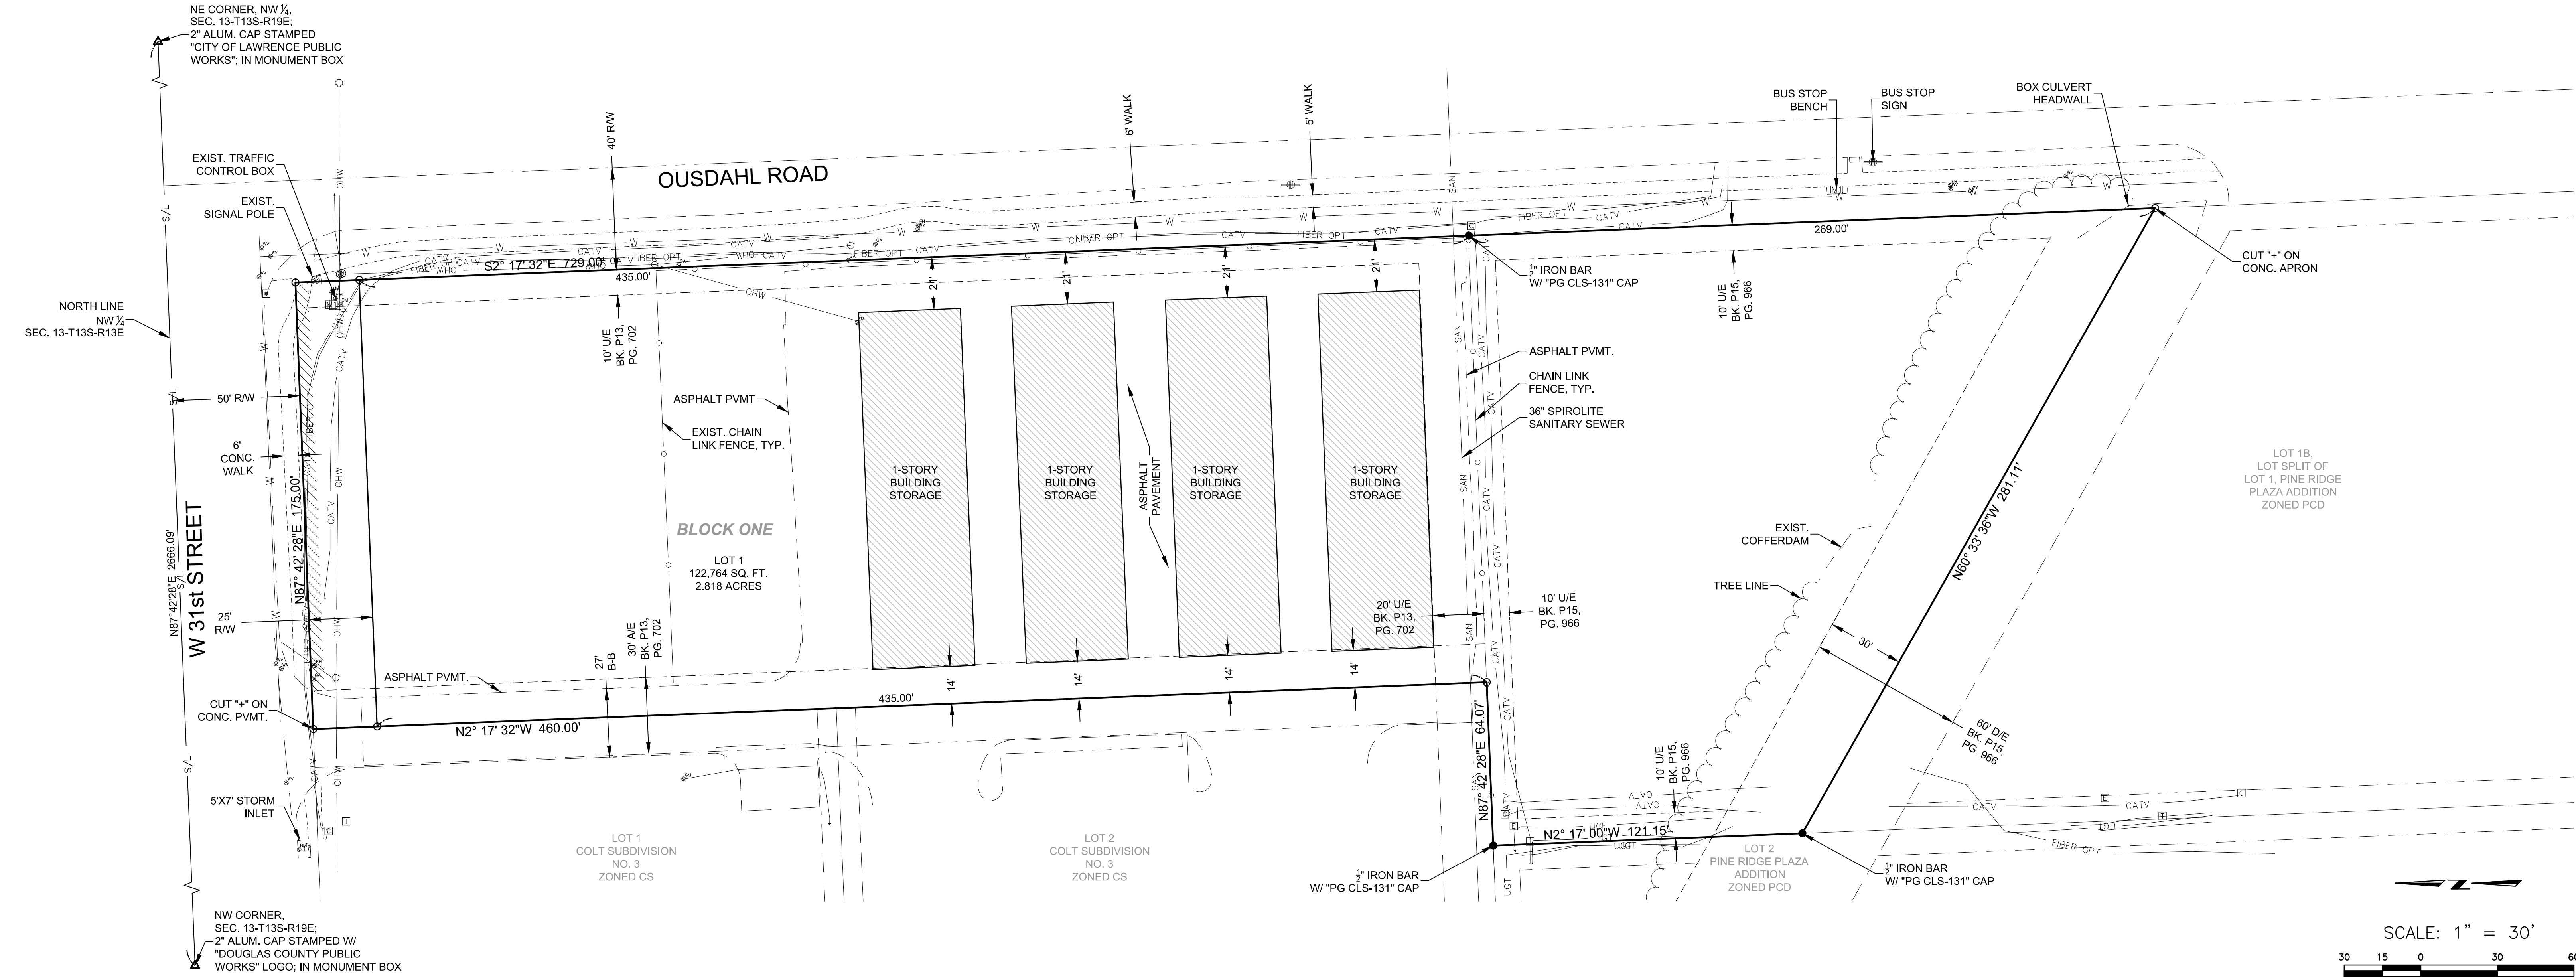 NE CORNER, NW ¼,
SEC. 13-T13S-R19E;
2" ALUM. CAP STAMPED
"CITY OF LAWRENCE PUBLIC
WORKS"; IN MONUMENT BOX
EXIST. TRAFFIC
CONTROL BOX
EXIST.
SIGNAL POLE
NORTH LINE
NW ¼
SEC. 13-T13S-R13E
S/L
S/L
S/L
S/L
50' R/W
6'
CONC.
WALK
N87°42'28"E 2666.09'
W 31st STREET
N87° 42' 28"E 175.00'
25'
R/W
CUT "+" ON
CONC. PVMT.
5'X7' STORM
INLET
NW CORNER,
SEC. 13-T13S-R19E;
2" ALUM. CAP STAMPED W/
"DOUGLAS COUNTY PUBLIC
WORKS" LOGO; IN MONUMENT BOX
40' R/W
OUSDAHL ROAD
6' WALK
5' WALK
BUS STOP
BENCH
BUS STOP
SIGN
BOX CULVERT
HEADWALL
CUT "+" ON
CONC. APRON
S2° 17' 32"E 729.00'
435.00'
269.00'
FIBER OPT
CATV
OHW
W
SAN
10' U/E
BK. P13,
PG. 702
ASPHALT PVMT
EXIST. CHAIN
LINK FENCE, TYP.
BLOCK ONE
LOT 1
122,764 SQ. FT.
2.818 ACRES
21'
21'
21'
21'
1-STORY
BUILDING
STORAGE
1-STORY
BUILDING
STORAGE
ASPHALT
PAVEMENT
1-STORY
BUILDING
STORAGE
1-STORY
BUILDING
STORAGE
14'
14'
14'
14'
½" IRON BAR
W/ "PG CLS-131" CAP
ASPHALT PVMT.
CHAIN LINK
FENCE, TYP.
36" SPIROLITE
SANITARY SEWER
10' U/E
BK. P15,
PG. 966
20' U/E
BK. P13,
PG. 702
10' U/E
BK. P15,
PG. 966
EXIST.
COFFERDAM
TREE LINE
30'
60' D/E
BK. P15,
PG. 966
N60° 33' 36"W 281.11'
LOT 1B,
LOT SPLIT OF
LOT 1, PINE RIDGE
PLAZA ADDITION
ZONED PCD
27'
B-B
30' A/E
BK. P13,
PG. 702
ASPHALT PVMT.
435.00'
N2° 17' 32"W 460.00'
N87° 42' 28"E 64.07'
10' U/E
BK. P15,
PG. 966
N2° 17' 00"W 121.15'
UGE
UGT
CATV
FIBER OPT
LOT 1
COLT SUBDIVISION
NO. 3
ZONED CS
LOT 2
COLT SUBDIVISION
NO. 3
ZONED CS
½" IRON BAR
W/ "PG CLS-131" CAP
LOT 2
PINE RIDGE PLAZA
ADDITION
ZONED PCD
½" IRON BAR
W/ "PG CLS-131" CAP
Z
SCALE: 1" = 30'
30 15 0 30